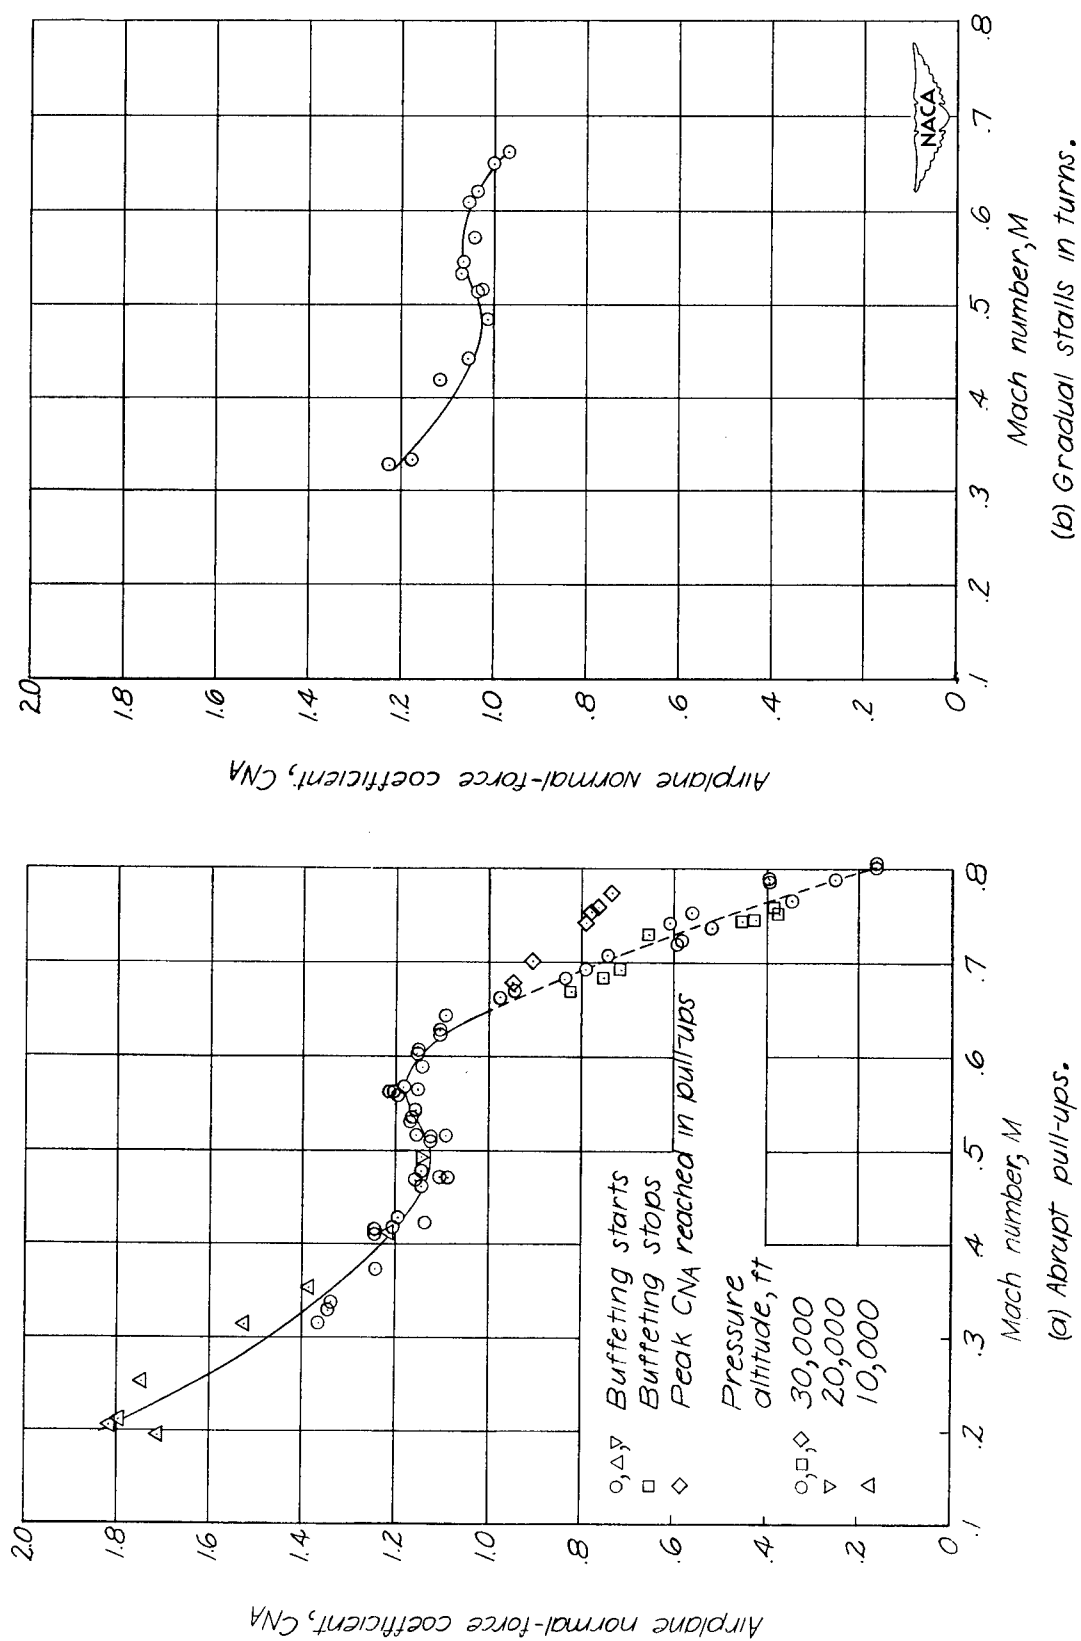 Airplane normal-force coefficient, CNA
2.0
1.8
1.6
1.4
1.2
1.0
.8
.6
.4
.2
0
○,△,▽ Buffeting starts
□ Buffeting stops
◇ Peak CNA reached in pull-ups
Pressure
altitude, ft
○,□,◇ 30,000
▽ 20,000
△ 10,000
.1 .2 .3 .4 .5 .6 .7 .8
Mach number, M
(a) Abrupt pull-ups.
Airplane normal-force coefficient, CNA
2.0
1.8
1.6
1.4
1.2
1.0
.8
.6
.4
.2
0
NACA
.1 .2 .3 .4 .5 .6 .7 .8
Mach number, M
(b) Gradual stalls in turns.